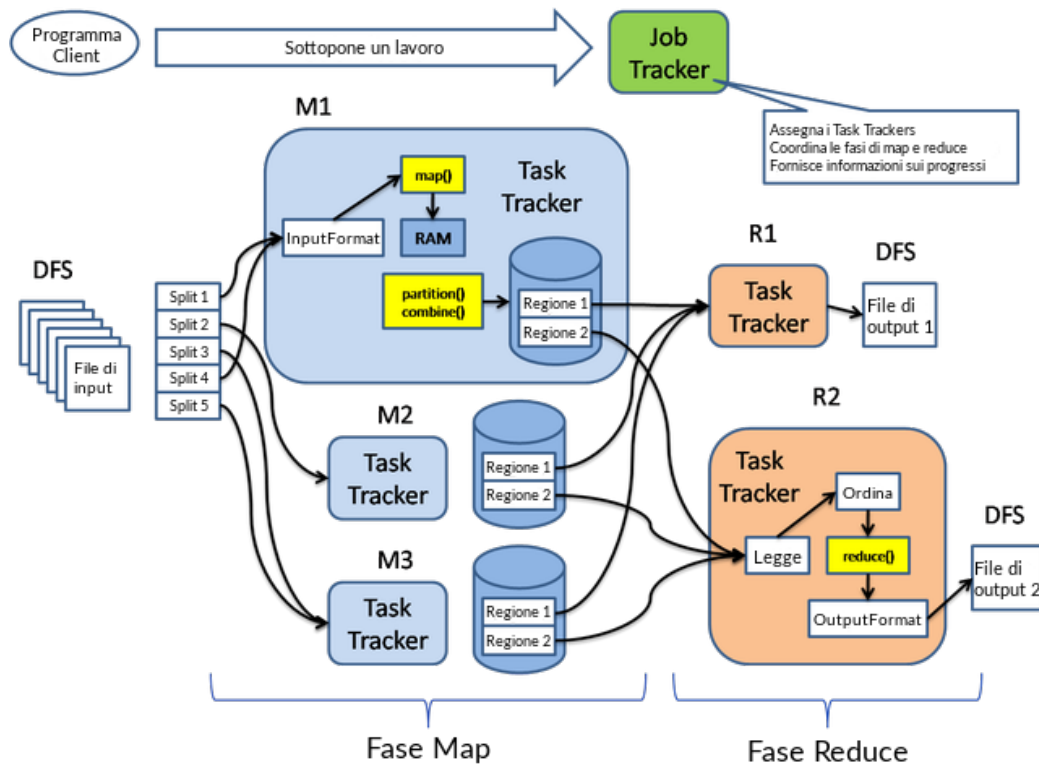 Programma
Client
Sottopone un lavoro
Job
Tracker
Assegna i Task Trackers
Coordina le fasi di map e reduce
Fornisce informazioni sui progressi
M1
Task
Tracker
map()
InputFormat
RAM
partition()
combine()
Regione 1
Regione 2
DFS
File di
input
Split 1
Split 2
Split 3
Split 4
Split 5
M2
Task
Tracker
Regione 1
Regione 2
M3
Task
Tracker
Regione 1
Regione 2
R1
Task
Tracker
DFS
File di
output 1
R2
Task
Tracker
Ordina
Legge
reduce()
OutputFormat
DFS
File di
output 2
Fase Map
Fase Reduce